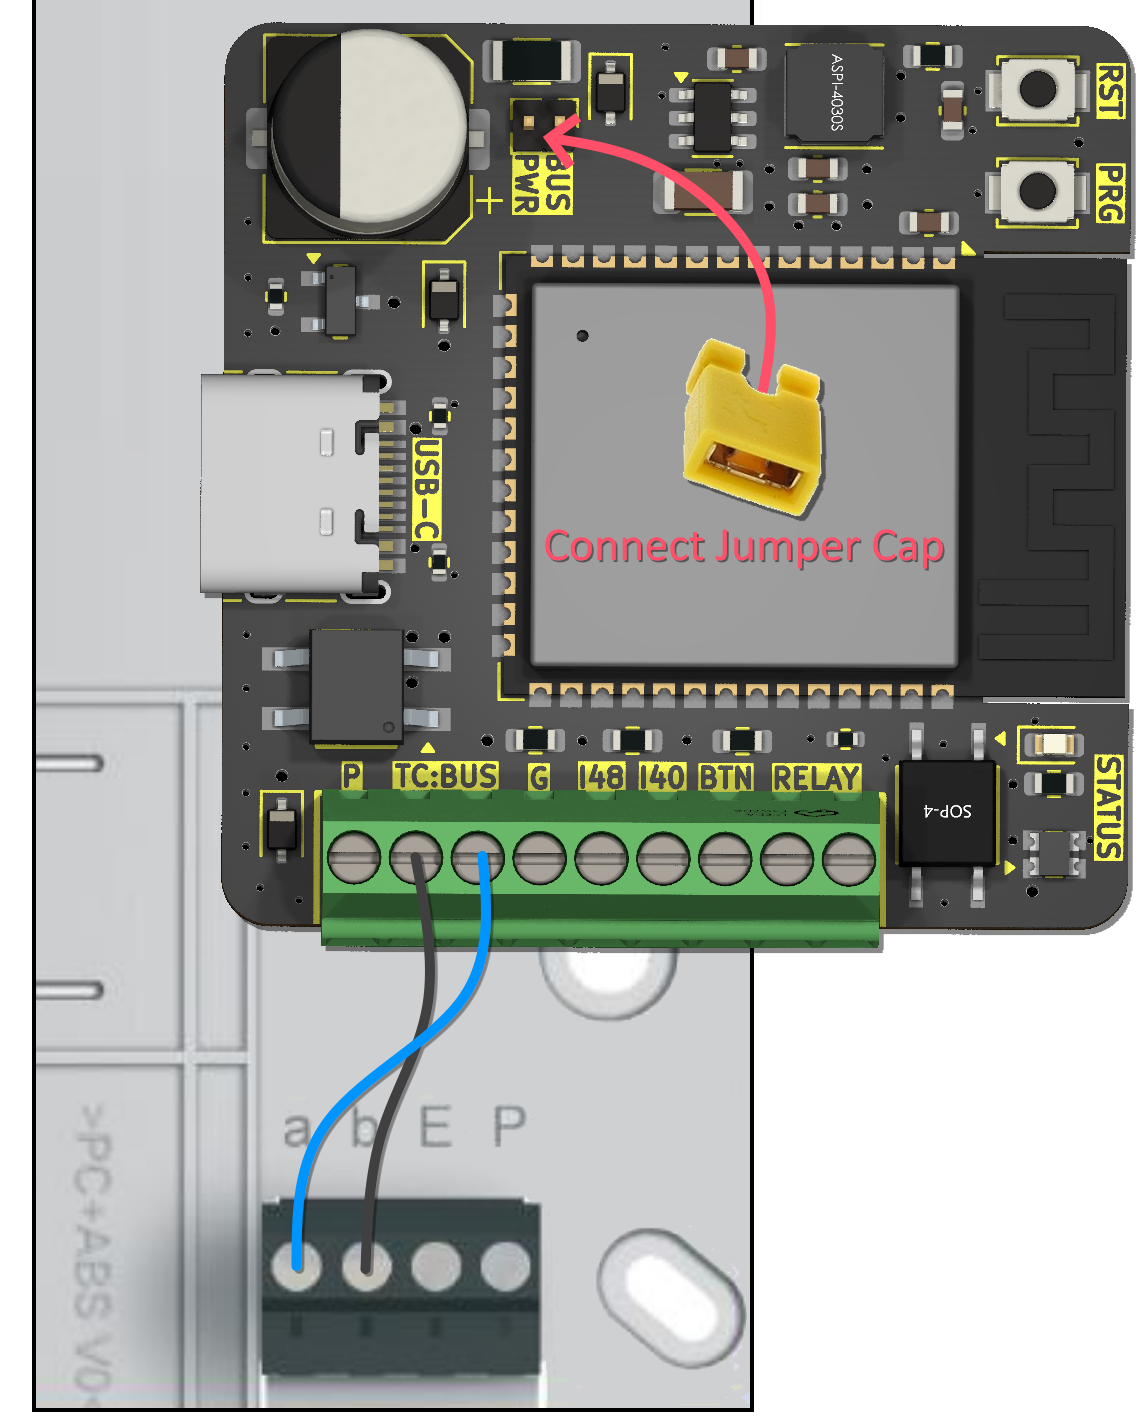 ASPI-4030S
RST
BUS
PWR
+
PRG
USB-C
Connect Jumper Cap
P TC:BUS G I48 I40 BTN RELAY
SOP-4
STATUS
a b E P
>PC+ABS V0<